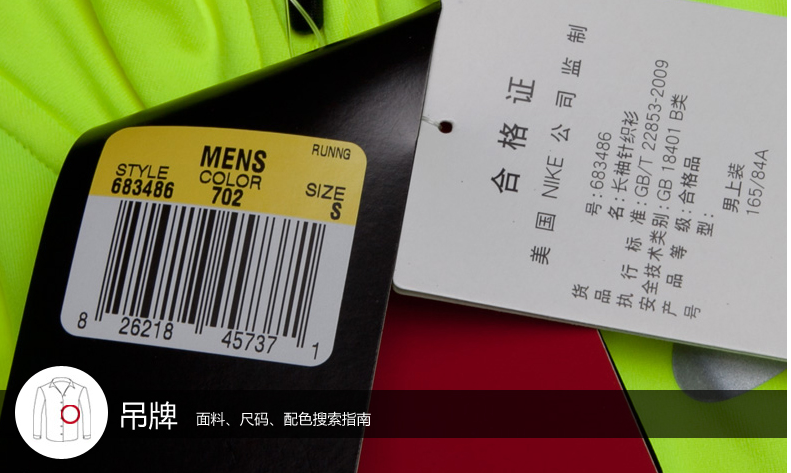 MENS
RUNNG
STYLE
COLOR
SIZE
683486
702
S
8 26218 45737 1
合格证
美国 NIKE 公司监制
货号:683486
品名:长袖针织衫
执行标准:GB/T 22853-2009
安全技术类别:GB 18401 B类
产品等级:合格品
号型:
男上装
165/84A
吊牌
面料、尺码、配色搜索指南